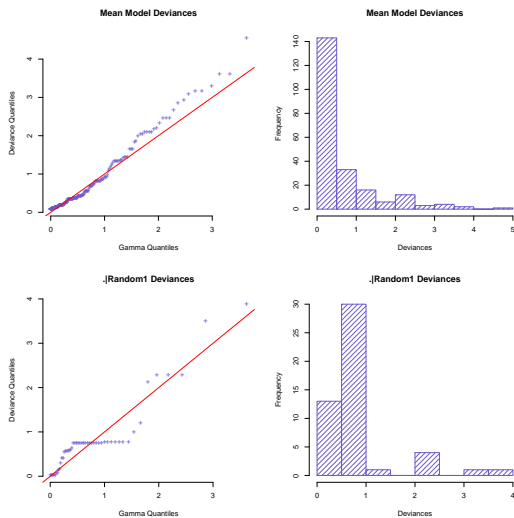 Mean Model Deviances
Deviance Quantiles
0 1 2 3 4
0 1 2 3
Gamma Quantiles
Mean Model Deviances
Frequency
0 20 40 60 80 100 140
0 1 2 3 4 5
Deviances
.|Random1 Deviances
Deviance Quantiles
0 1 2 3 4
0 1 2 3
Gamma Quantiles
.|Random1 Deviances
Frequency
0 5 10 15 20 30
0 1 2 3 4
Deviances